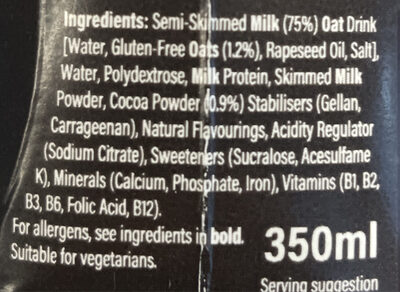 Ingredients: Semi-Skimmed Milk (75%) Oat Drink
[Water, Gluten-Free Oats (1.2%), Rapeseed Oil, Salt],
Water, Polydextrose, Milk Protein, Skimmed Milk
Powder, Cocoa Powder (0.9%) Stabilisers (Gellan,
Carrageenan), Natural Flavourings, Acidity Regulator
(Sodium Citrate), Sweeteners (Sucralose, Acesulfame
K), Minerals (Calcium, Phosphate, Iron), Vitamins (B1, B2,
B3, B6, Folic Acid, B12).
For allergens, see ingredients in bold.
Suitable for vegetarians.
350ml
Serving suggestion